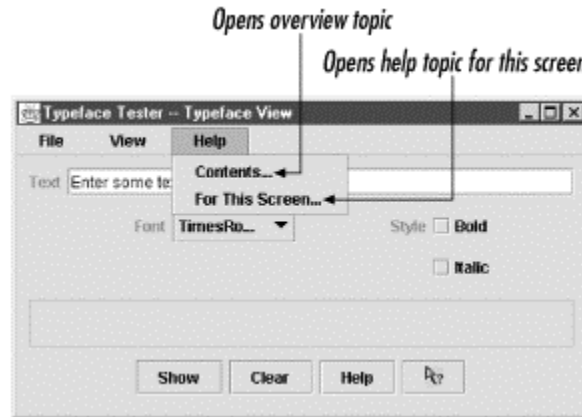 Opens overview topic
Opens help topic for this screen
Typeface Tester -- Typeface View
File View Help
Contents...
For This Screen...
Text Enter some te
Font TimesRo... Style Bold
Italic
Show Clear Help ?